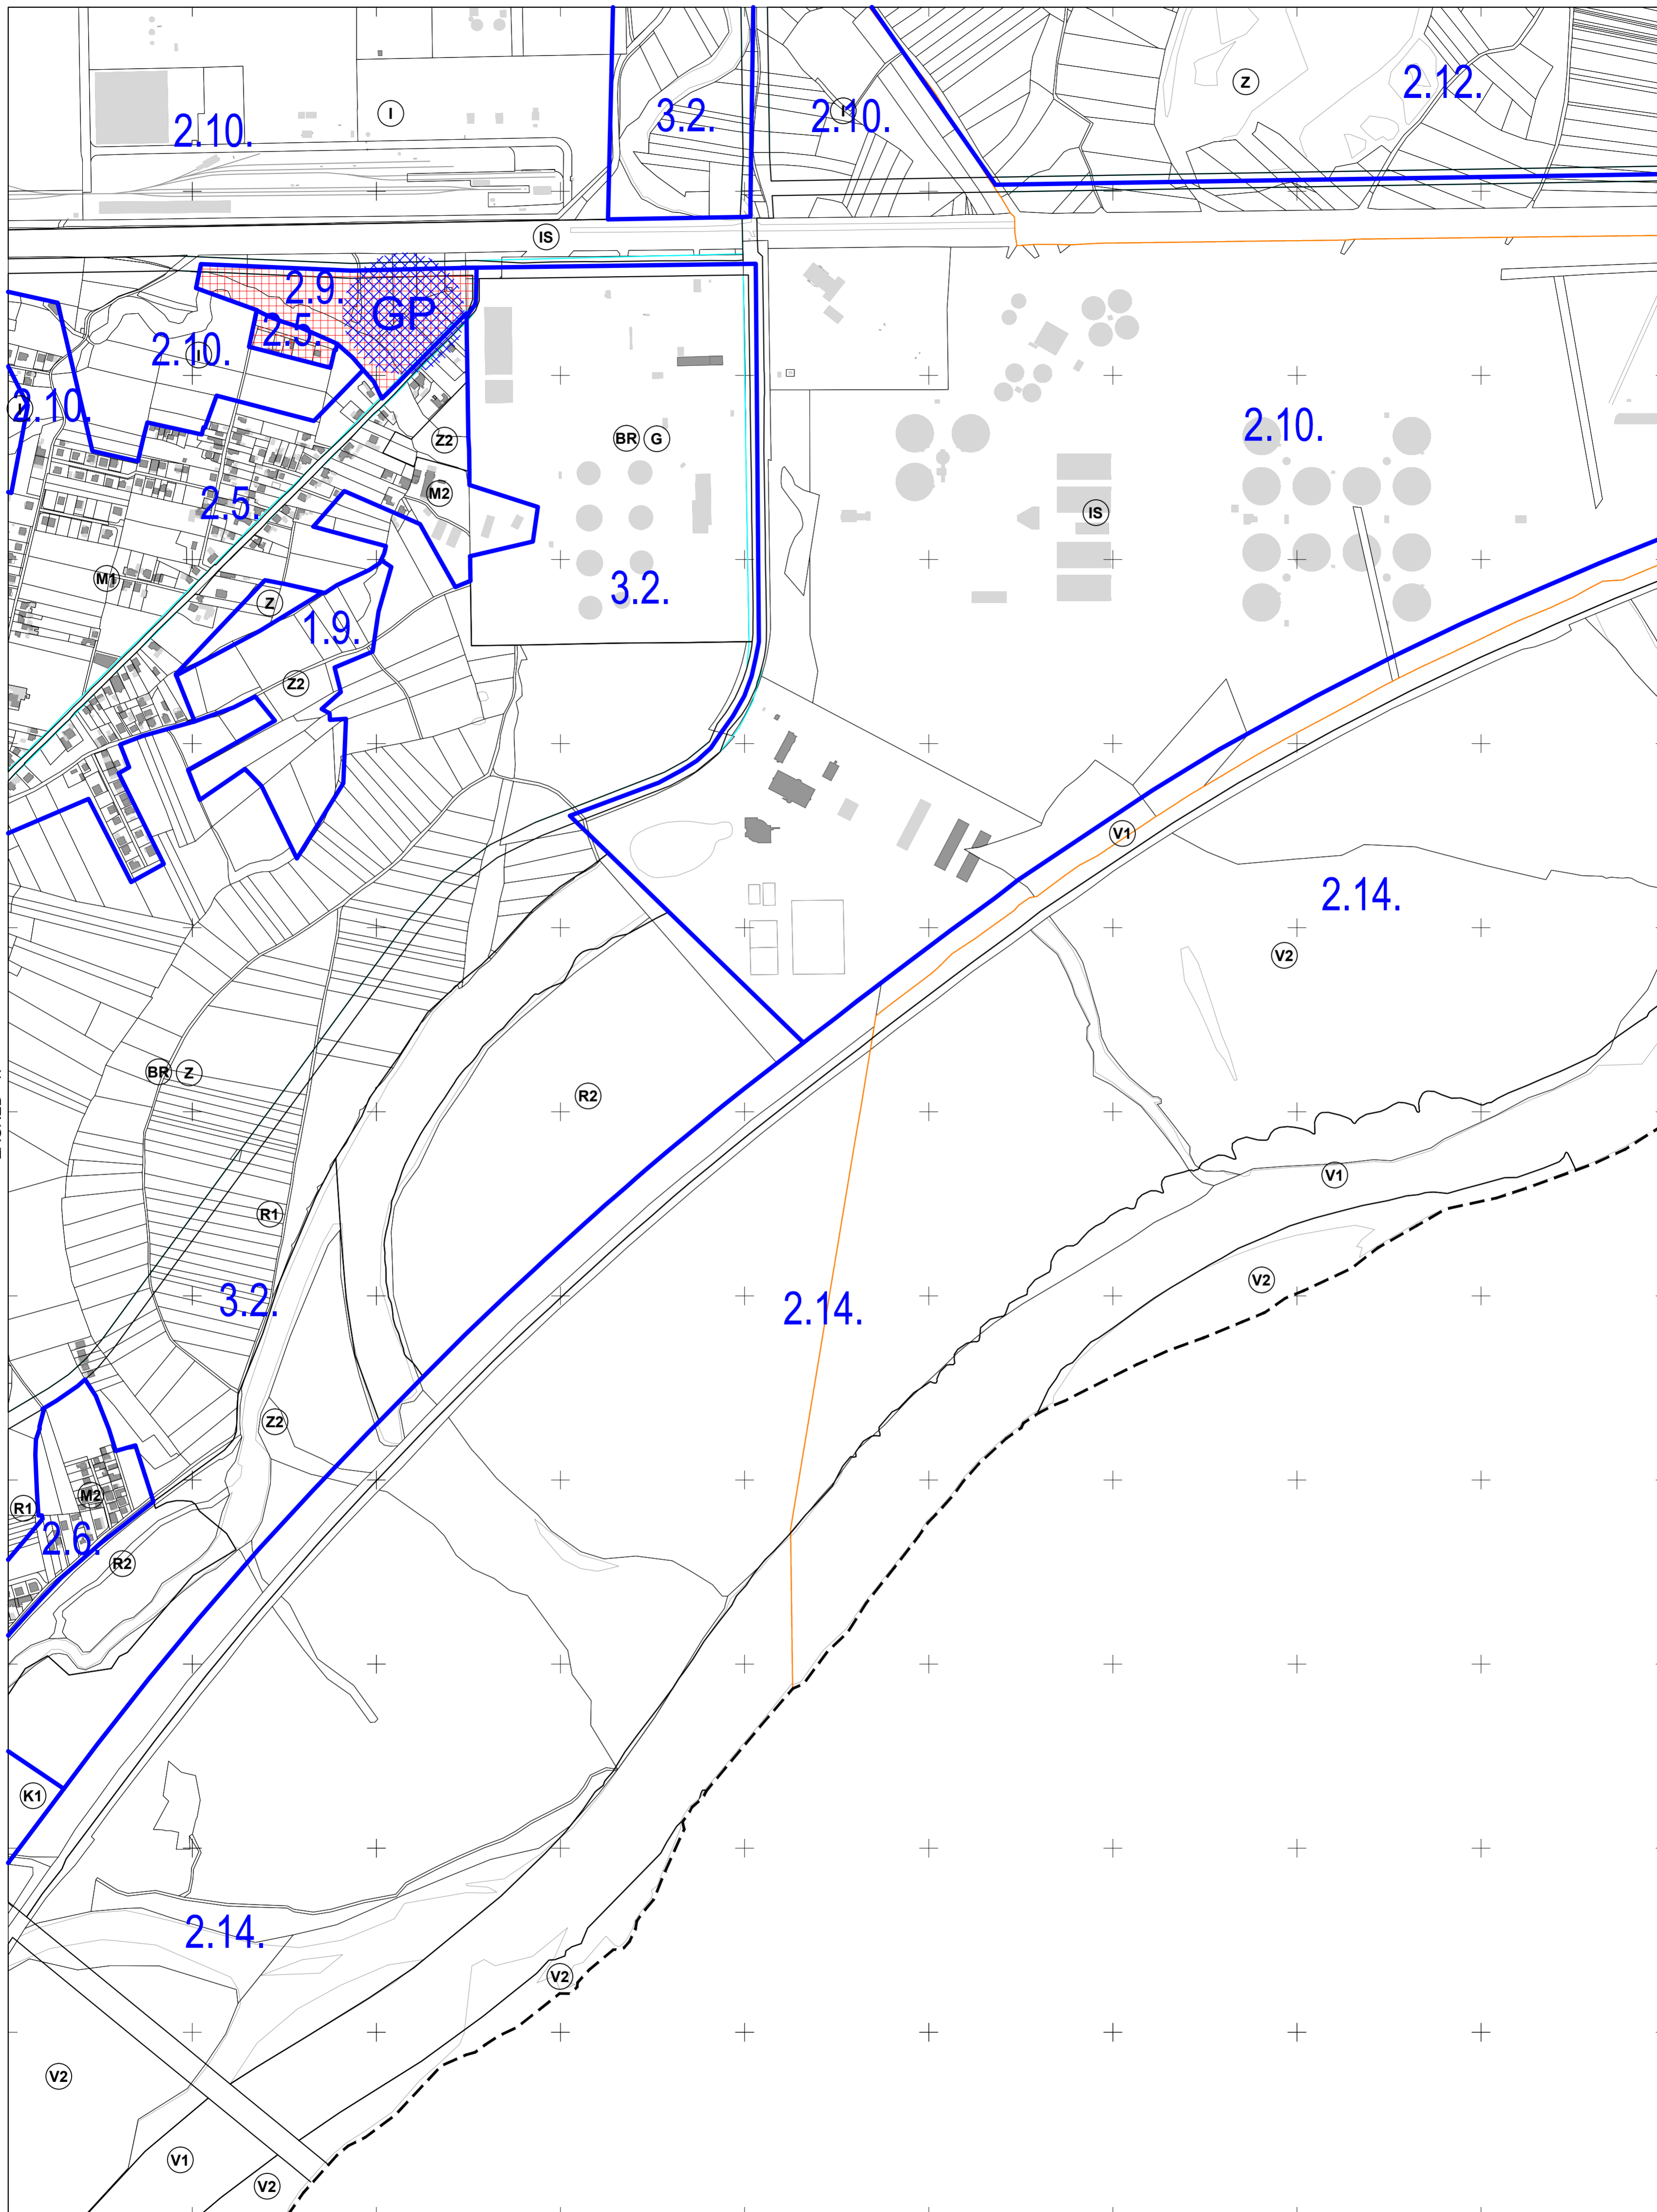 Z
2.12.
I
3.2.
I
2.10.
2.10.
IS
2.9.
GP
2.5.
2.10.
I
2.10.
2.10.
BR G
Z2
M2
2.5.
IS
M1
3.2.
Z
1.9.
Z2
V1
2.14.
V2
BR Z
R2
V1
R1
V2
3.2.
2.14.
Z2
M2
R1
2.6.
R2
K1
2.14.
V2
V2
V1
V2